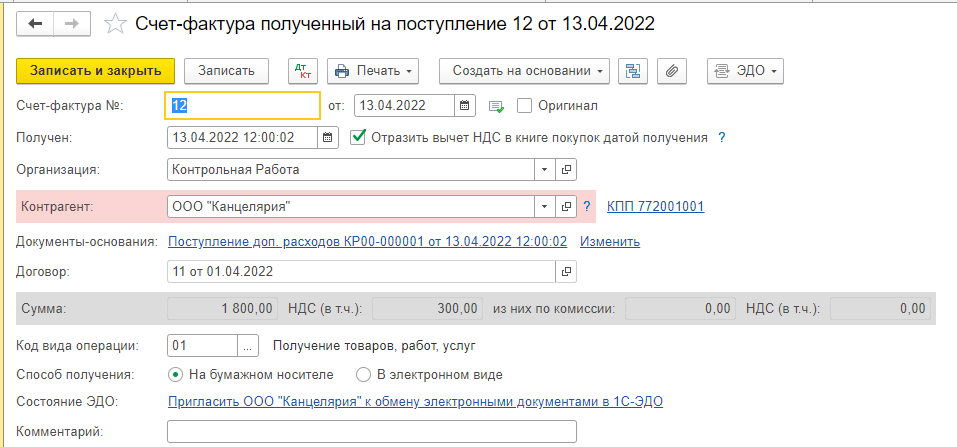 Счет-фактура полученный на поступление 12 от 13.04.2022
Записать и закрыть Записать Дт Кт Печать Создать на основании ЭДО
Счет-фактура №: 12 от: 13.04.2022 Оригинал
Получен: 13.04.2022 12:00:02 Отразить вычет НДС в книге покупок датой получения ?
Организация: Контрольная Работа
Контрагент: ООО "Канцелярия" ? КПП 772001001
Документы-основания: Поступление доп. расходов КР00-000001 от 13.04.2022 12:00:02 Изменить
Договор: 11 от 01.04.2022
Сумма: 1 800,00 НДС (в т.ч.): 300,00 из них по комиссии: 0,00 НДС (в т.ч.): 0,00
Код вида операции: 01 ... Получение товаров, работ, услуг
Способ получения: На бумажном носителе В электронном виде
Состояние ЭДО: Пригласить ООО "Канцелярия" к обмену электронными документами в 1С-ЭДО
Комментарий: